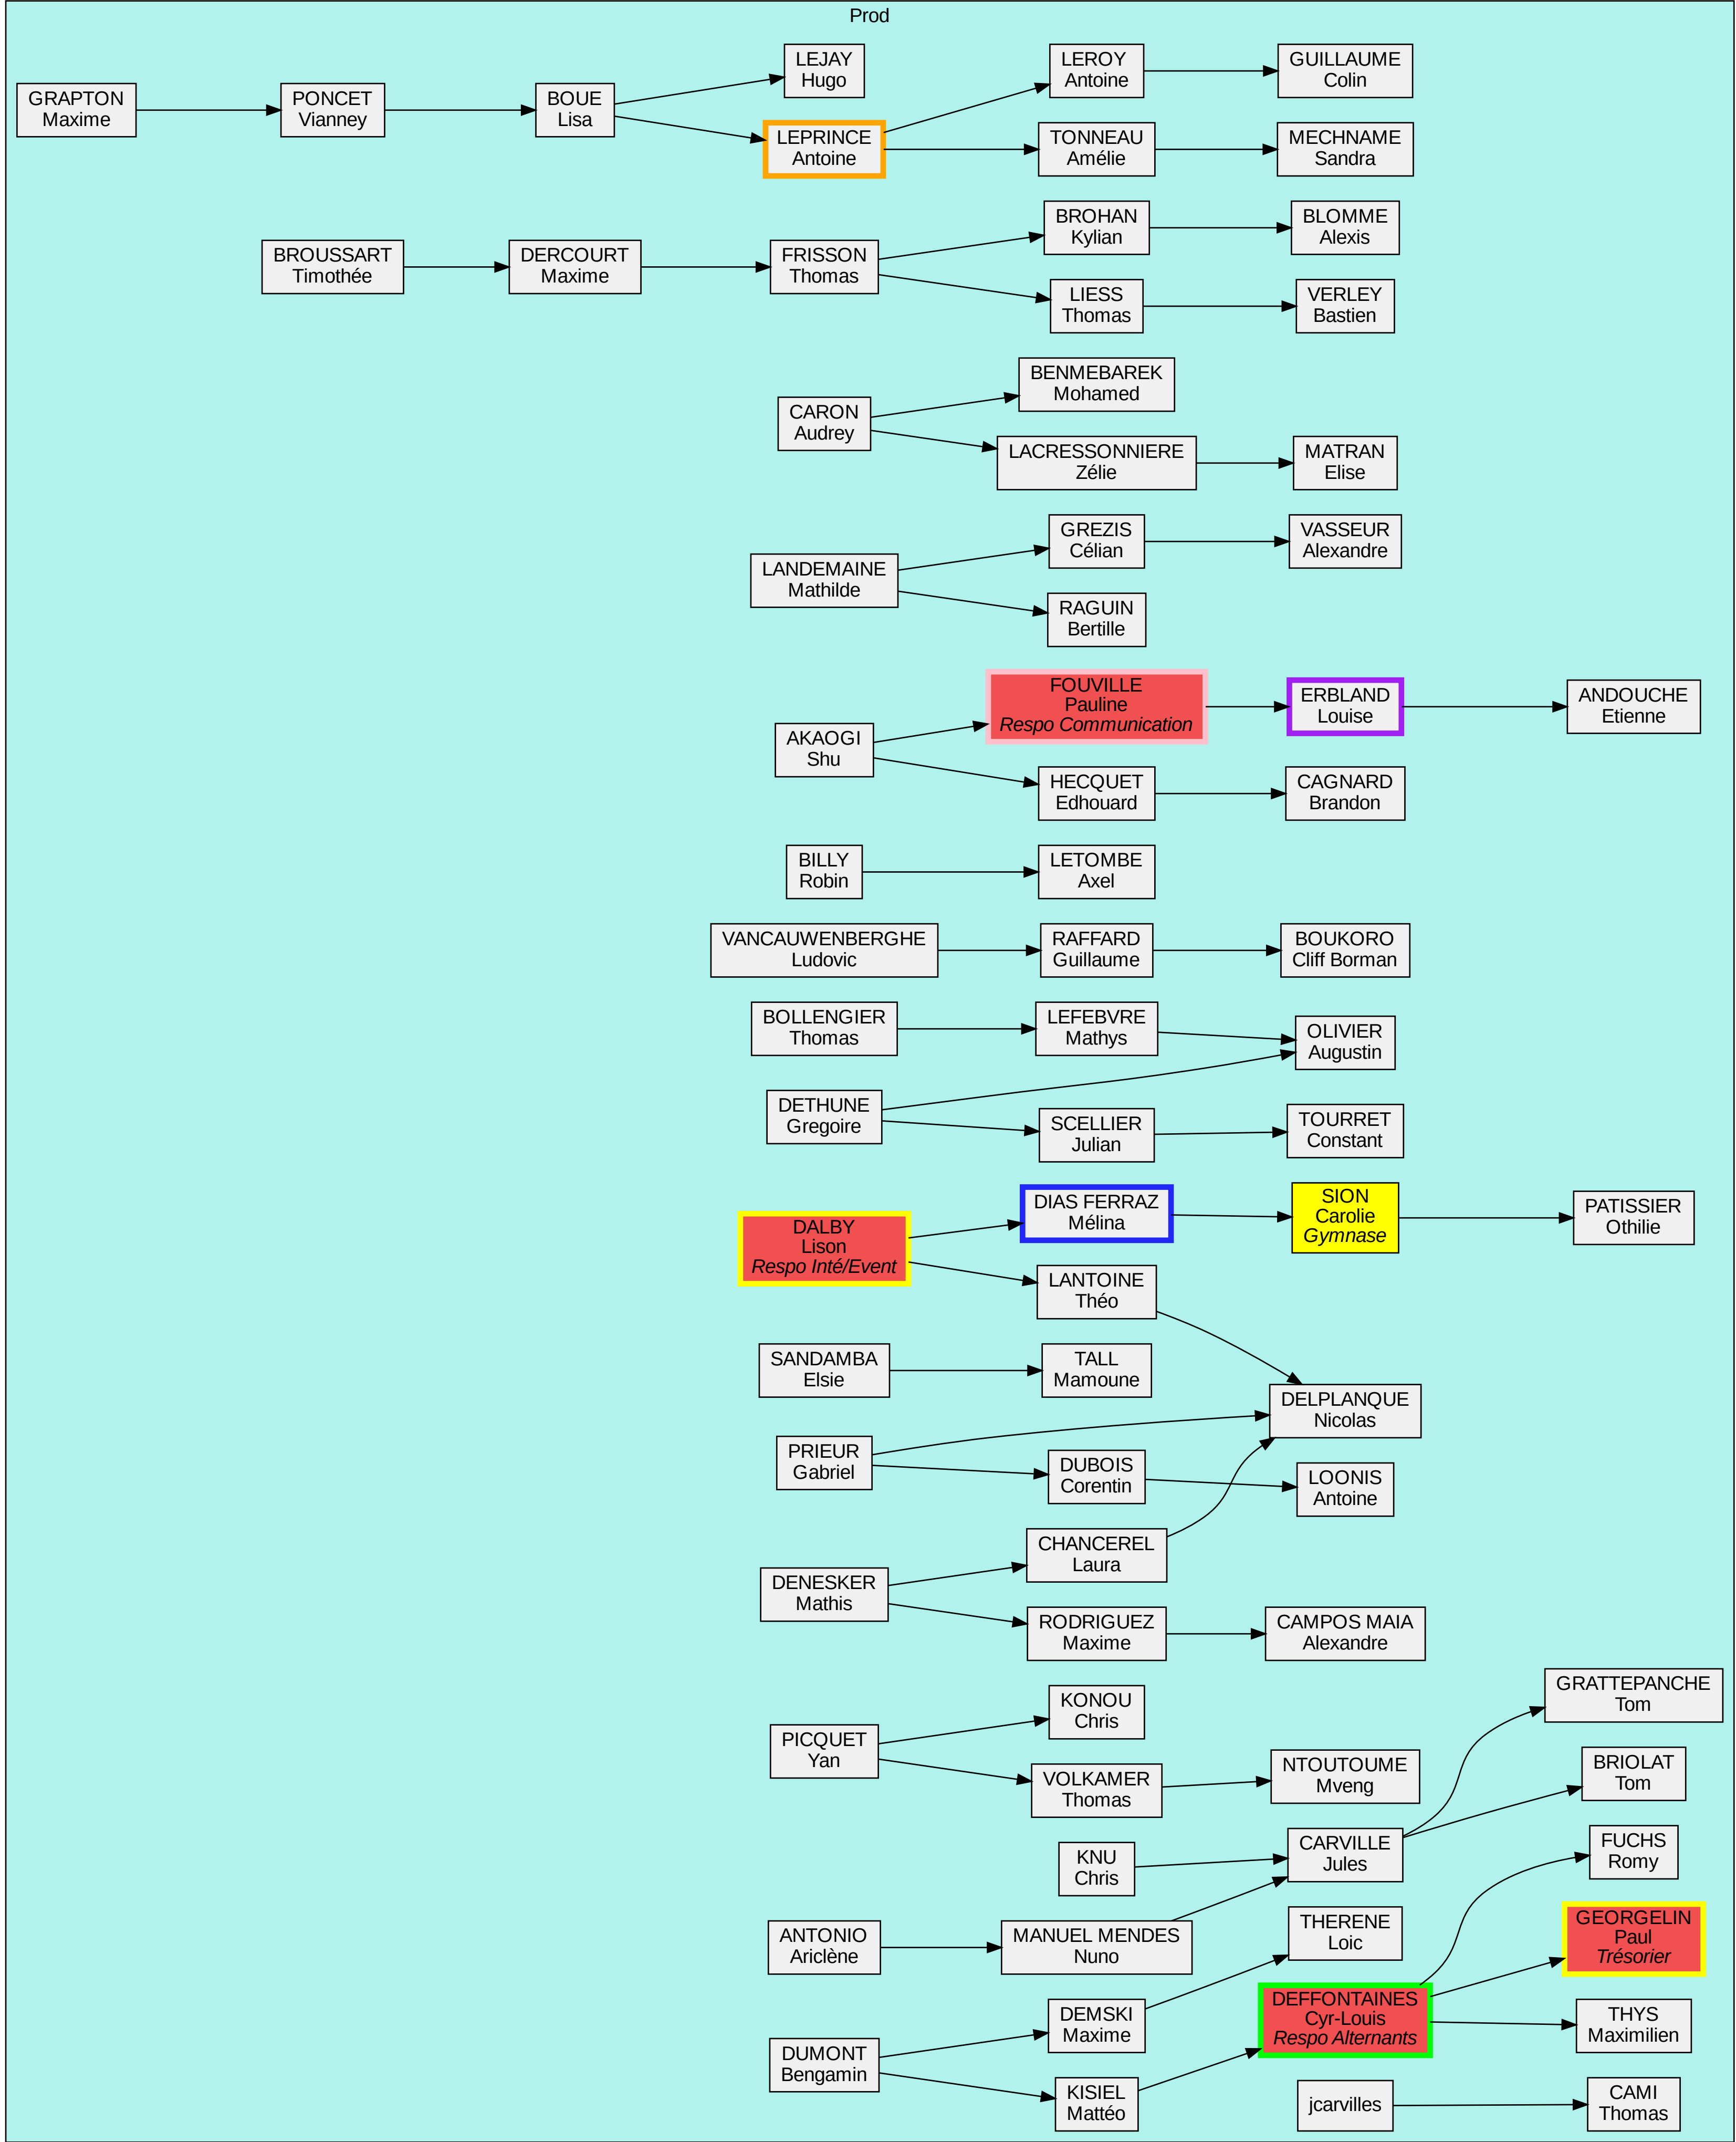 Prod
GRAPTON
Maxime
PONCET
Vianney
BOUE
Lisa
LEJAY
Hugo
LEPRINCE
Antoine
LEROY
Antoine
GUILLAUME
Colin
TONNEAU
Amélie
MECHNAME
Sandra
BROUSSART
Timothée
DERCOURT
Maxime
FRISSON
Thomas
BROHAN
Kylian
BLOMME
Alexis
LIESS
Thomas
VERLEY
Bastien
CARON
Audrey
BENMEBAREK
Mohamed
LACRESSONNIERE
Zélie
MATRAN
Elise
LANDEMAINE
Mathilde
GREZIS
Célian
VASSEUR
Alexandre
RAGUIN
Bertille
AKAOGI
Shu
FOUVILLE
Pauline
Respo Communication
ERBLAND
Louise
ANDOUCHE
Etienne
HECQUET
Edhouard
CAGNARD
Brandon
BILLY
Robin
LETOMBE
Axel
VANCAUWENBERGHE
Ludovic
RAFFARD
Guillaume
BOUKORO
Cliff Borman
BOLLENGIER
Thomas
LEFEBVRE
Mathys
OLIVIER
Augustin
DETHUNE
Gregoire
SCELLIER
Julian
TOURRET
Constant
DALBY
Lison
Respo Inté/Event
DIAS FERRAZ
Mélina
SION
Carolie
Gymnase
PATISSIER
Othilie
LANTOINE
Théo
SANDAMBA
Elsie
TALL
Mamoune
DELPLANQUE
Nicolas
PRIEUR
Gabriel
DUBOIS
Corentin
LOONIS
Antoine
DENESKER
Mathis
CHANCEREL
Laura
RODRIGUEZ
Maxime
CAMPOS MAIA
Alexandre
PICQUET
Yan
KONOU
Chris
VOLKAMER
Thomas
NTOUTOUME
Mveng
GRATTEPANCHE
Tom
BRIOLAT
Tom
KNU
Chris
CARVILLE
Jules
FUCHS
Romy
ANTONIO
Ariclène
MANUEL MENDES
Nuno
THERENE
Loic
GEORGELIN
Paul
Trésorier
DUMONT
Bengamin
DEMSKI
Maxime
DEFFONTAINES
Cyr-Louis
Respo Alternants
THYS
Maximilien
KISIEL
Mattéo
jcarvilles
CAMI
Thomas